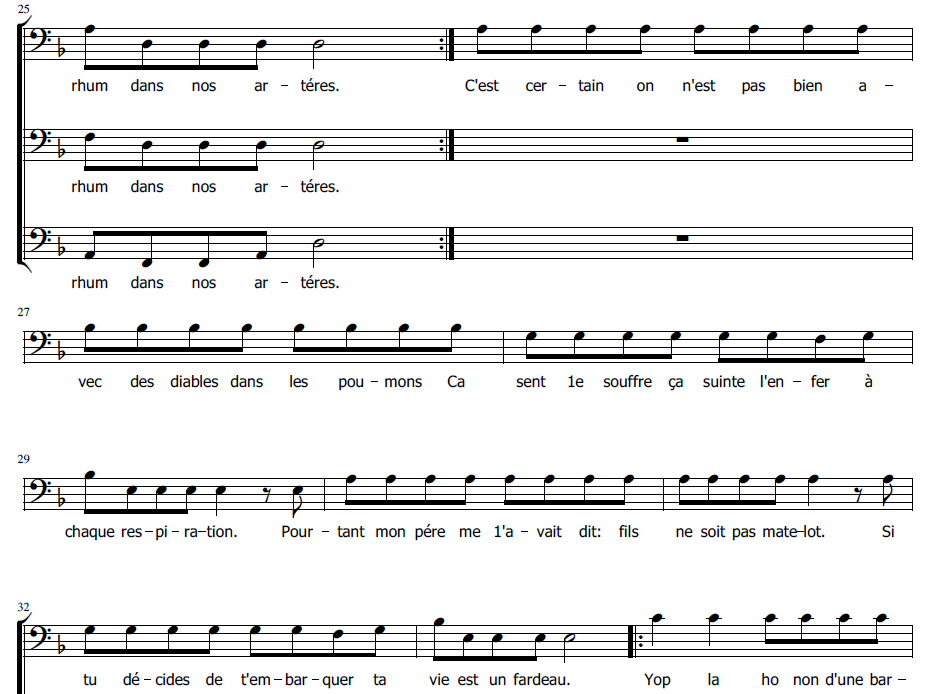 25
rhum dans nos ar – téres. C'est cer – tain on n'est pas bien a –
rhum dans nos ar – téres.
rhum dans nos ar – téres.
27
vec des diables dans les pou – mons Ca sent 1e souffre ça suinte l'en – fer à
29
chaque res – pi – ra – tion. Pour – tant mon pére me 1'a – vait dit: fils ne soit pas mate – lot. Si
32
tu dé – cides de t'em – bar – quer ta vie est un fardeau. Yop la ho non d'une bar –